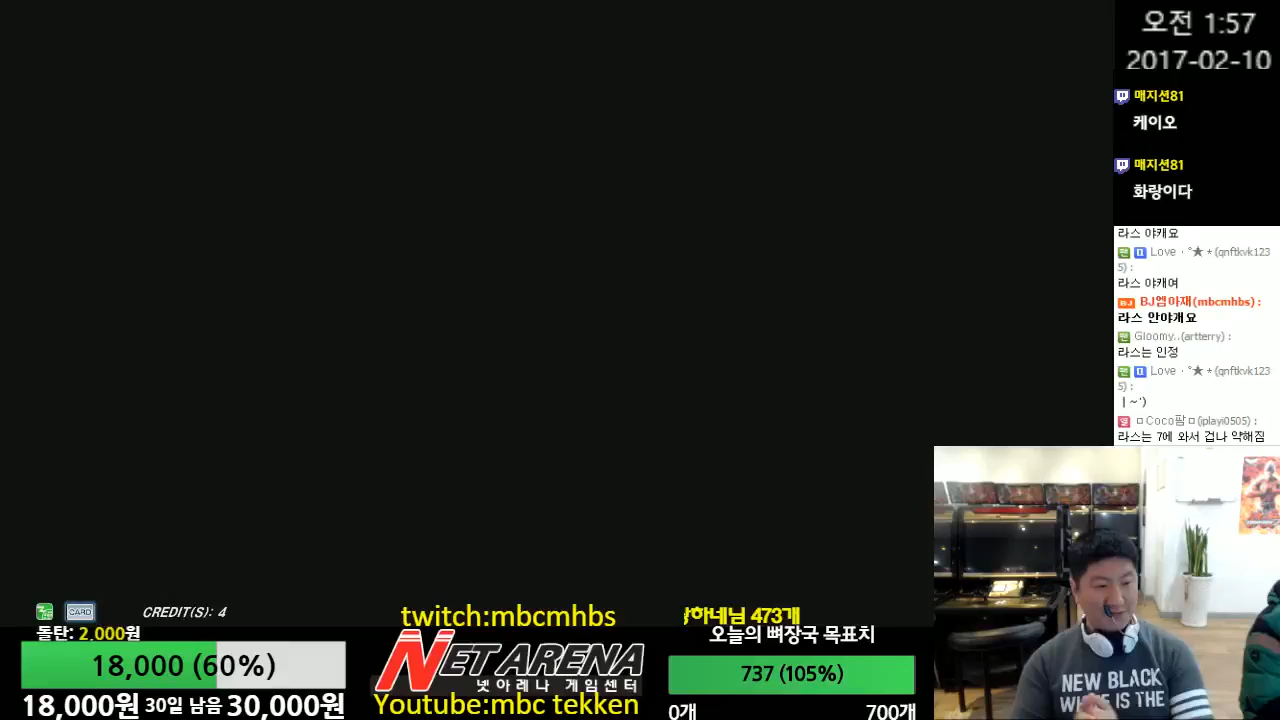 오전 1:57
2017-02-10
매지션81
케이오
매지션81
화랑이다
라스 야캐요
Love · °★ * (qnftkvk123
5) :
라스 야캐여
BJ엠아재(mbcmhbs) :
라스 안야개요
Gloomy..(artterry) :
라스는 인정
Love · °★ * (qnftkvk123
5) :
ㅣ~')
ㅁCoco팜ㅁ(iplayi0505) :
라스는 7에 와서 겁나 약해짐
CARD
CREDIT(S): 4
twitch:mbcmhbs
하네님 473개
돌탄: 2,000원
오늘의 뼈장국 목표치
18,000 (60%)
NET ARENA
넷아레나 게임센터
737 (105%)
18,000원 30일 남음 30,000원
Youtube:mbc tekken
0개
700개
NEW BLACK
IS THE